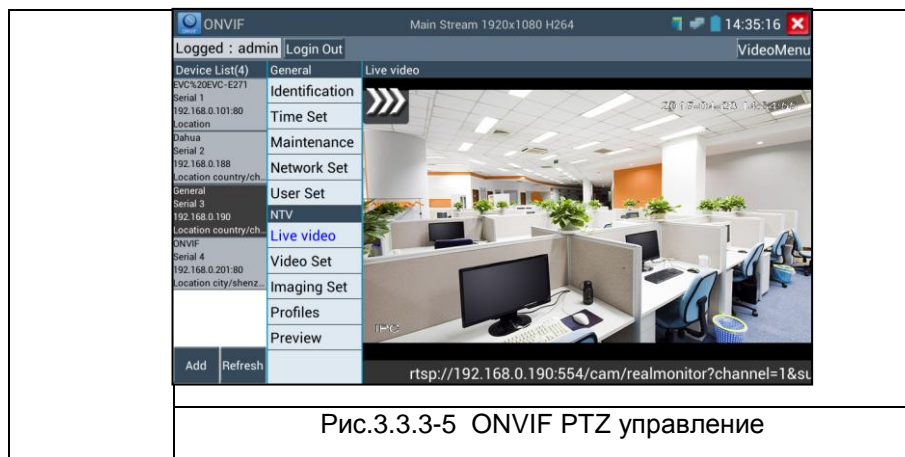 ONVIF
Main Stream 1920x1080 H264
14:35:16
Logged : admin
Login Out
VideoMenu
Device List(4)
EVC%20EVC-E271
Serial 1
192.168.0.101:80
Location
Dahua
Serial 2
192.168.0.188
Location country/ch..
General
Serial 3
192.168.0.190
Location country/ch..
ONVIF
Serial 4
192.168.0.201:80
Location city/shenz..
Add
Refresh
General
Identification
Time Set
Maintenance
Network Set
User Set
NTV
Live video
Video Set
Imaging Set
Profiles
Preview
Live video
IPC
rtsp://192.168.0.190:554/cam/realmonitor?channel=1&su
Рис.3.3.3-5 ONVIF PTZ управление